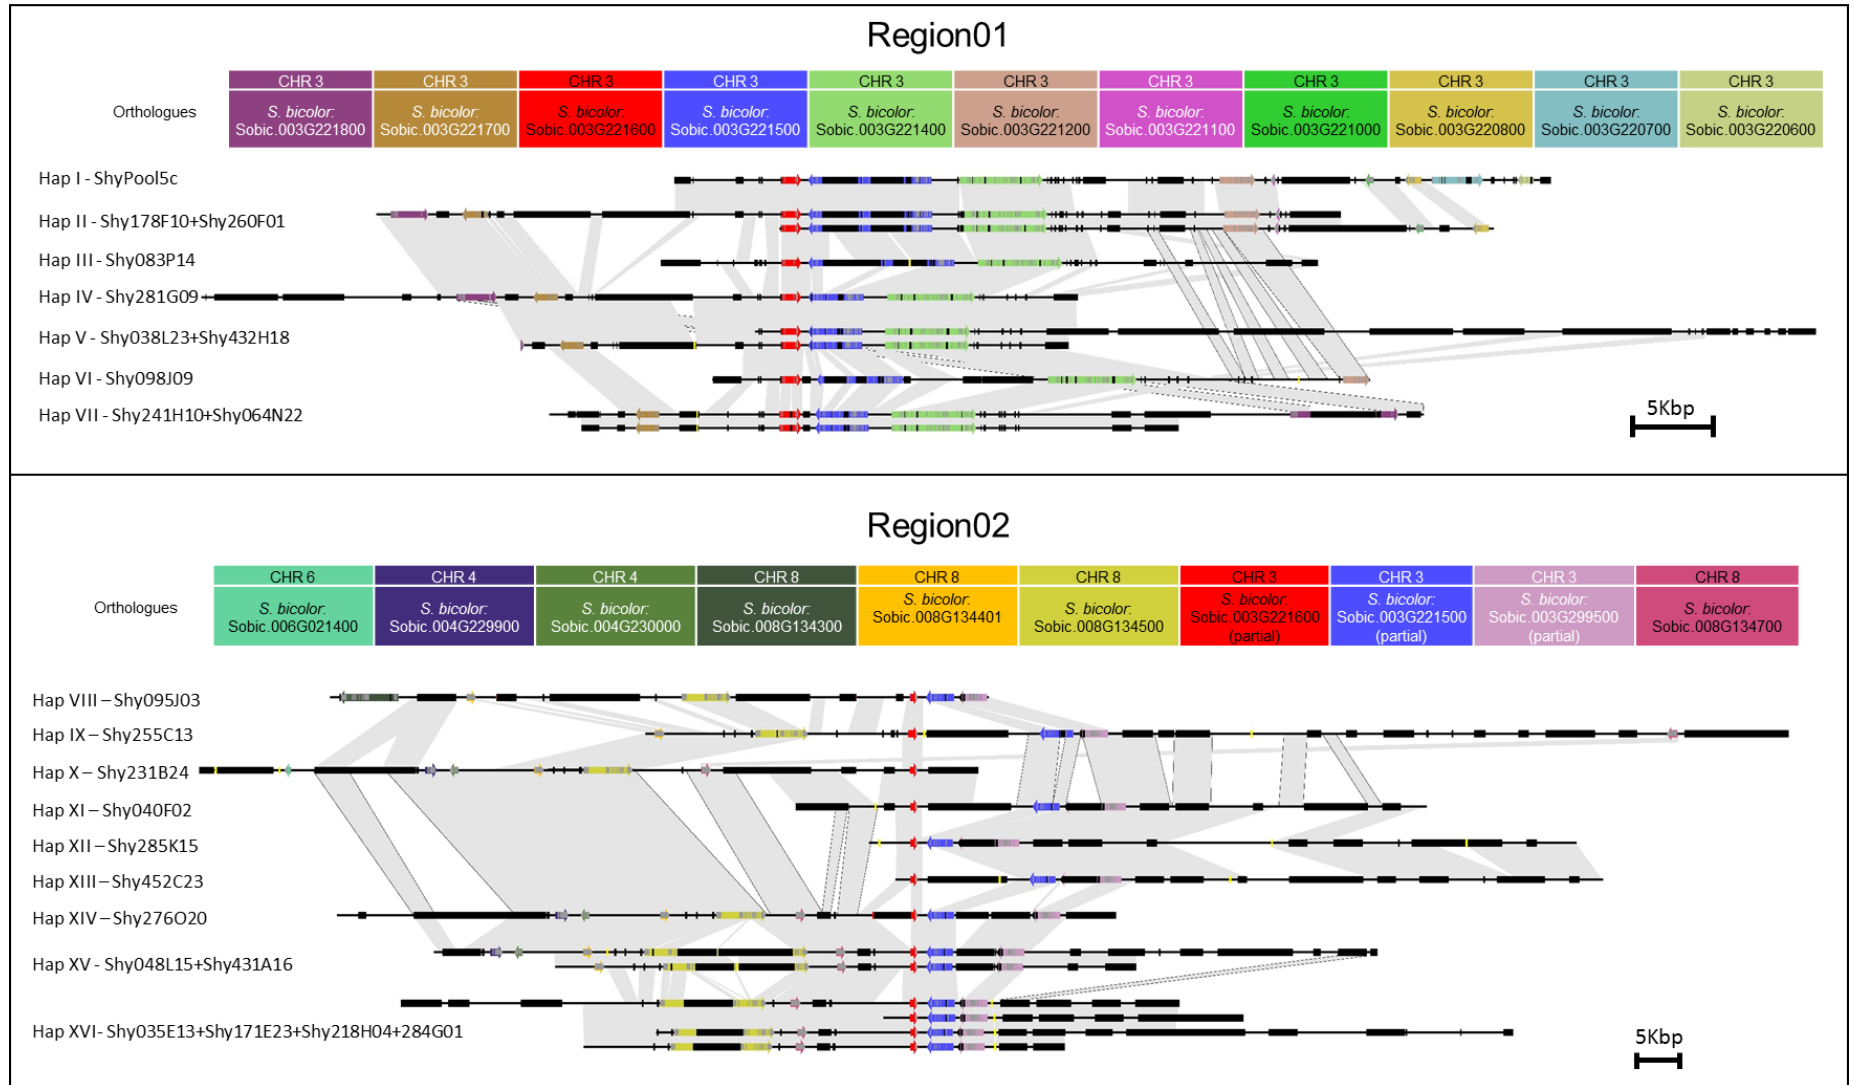 Region01
CHR 3 CHR 3 CHR 3 CHR 3 CHR 3 CHR 3 CHR 3 CHR 3 CHR 3 CHR 3 CHR 3
Orthologues
S. bicolor: S. bicolor: S. bicolor: S. bicolor: S. bicolor: S. bicolor: S. bicolor: S. bicolor: S. bicolor: S. bicolor: S. bicolor:
Sobic.003G221800 Sobic.003G221700 Sobic.003G221600 Sobic.003G221500 Sobic.003G221400 Sobic.003G221200 Sobic.003G221100 Sobic.003G221000 Sobic.003G220800 Sobic.003G220700 Sobic.003G220600
Hap I - ShyPool5c
Hap II - Shy178F10+Shy260F01
Hap III - Shy083P14
Hap IV - Shy281G09
Hap V - Shy038L23+Shy432H18
Hap VI - Shy098J09
Hap VII - Shy241H10+Shy064N22
5Kbp
Region02
CHR 6 CHR 4 CHR 4 CHR 8 CHR 8 CHR 8 CHR 3 CHR 3 CHR 3 CHR 8
Orthologues
S. bicolor: S. bicolor: S. bicolor: S. bicolor: S. bicolor: S. bicolor: S. bicolor: S. bicolor: S. bicolor: S. bicolor:
Sobic.006G021400 Sobic.004G229900 Sobic.004G230000 Sobic.008G134300 Sobic.008G134401 Sobic.008G134500 Sobic.003G221600 Sobic.003G221500 Sobic.003G299500 Sobic.008G134700
(partial) (partial) (partial)
Hap VIII – Shy095J03
Hap IX – Shy255C13
Hap X – Shy231B24
Hap XI – Shy040F02
Hap XII – Shy285K15
Hap XIII – Shy452C23
Hap XIV – Shy276O20
Hap XV - Shy048L15+Shy431A16
Hap XVI- Shy035E13+Shy171E23+Shy218H04+284G01
5Kbp